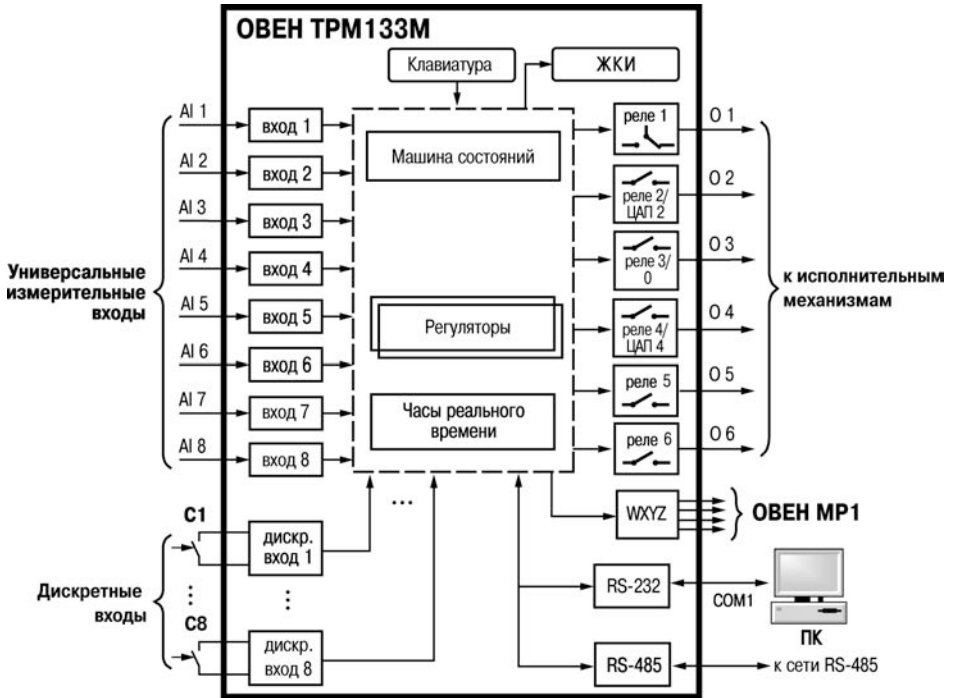 ОВЕН ТРМ133М
Клавиатура
ЖКИ
AI 1
вход 1
AI 2
вход 2
AI 3
вход 3
AI 4
вход 4
AI 5
вход 5
AI 6
вход 6
AI 7
вход 7
AI 8
вход 8
Универсальные
измерительные
входы
Машина состояний
Регуляторы
Часы реального
времени
реле 1
O 1
реле 2/
ЦАП 2
O 2
реле 3/
0
O 3
реле 4/
ЦАП 4
O 4
реле 5
O 5
реле 6
O 6
к исполнительным
механизмам
...
C1
дискр.
вход 1
Дискретные
входы
C8
дискр.
вход 8
WXYZ
ОВЕН МР1
RS-232
COM1
ПК
RS-485
к сети RS-485